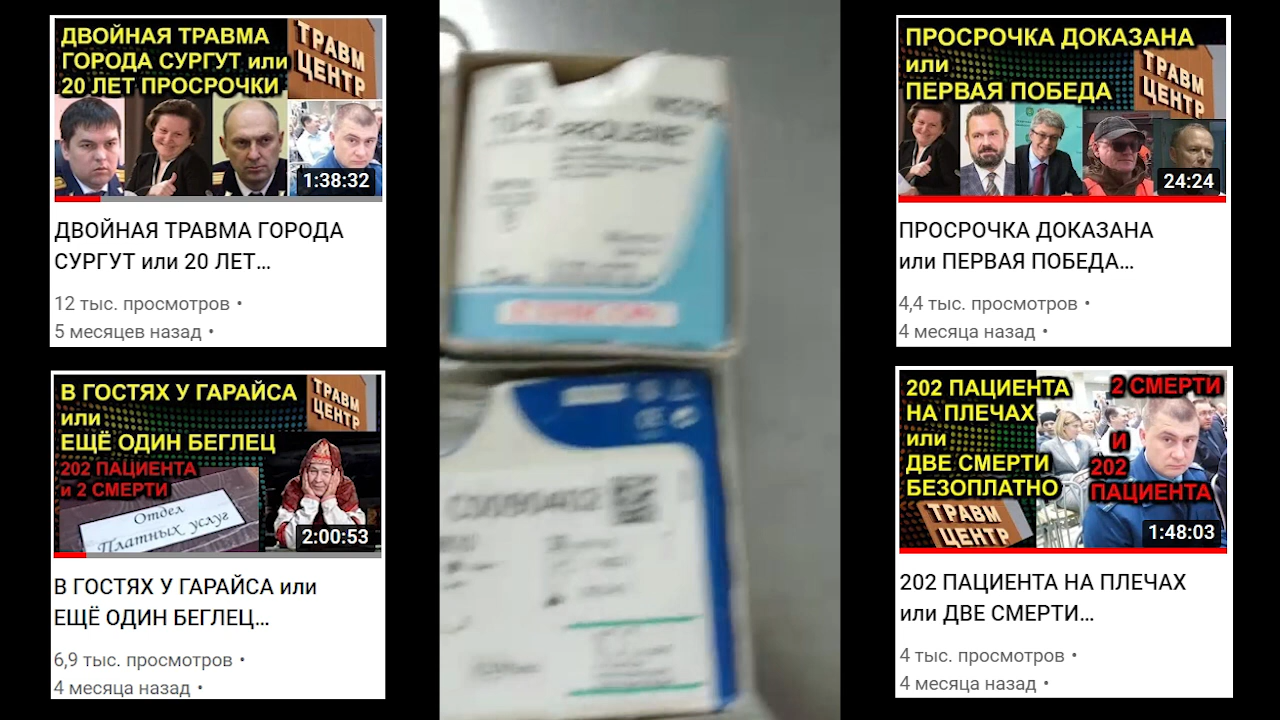 ДВОЙНАЯ ТРАВМА
ГОРОДА СУРГУТ или
20 ЛЕТ ПРОСРОЧКИ
ТРАВМ
ЦЕНТР
1:38:32
ДВОЙНАЯ ТРАВМА ГОРОДА
СУРГУТ или 20 ЛЕТ...
12 тыс. просмотров •
5 месяцев назад •
В ГОСТЯХ У ГАРАЙСА
или
ЕЩЁ ОДИН БЕГЛЕЦ
202 ПАЦИЕНТА
и 2 СМЕРТИ
ТРАВМ
ЦЕНТР
Отдел
Платных услуг
2:00:53
В ГОСТЯХ У ГАРАЙСА или
ЕЩЁ ОДИН БЕГЛЕЦ...
6,9 тыс. просмотров •
4 месяца назад •
ПРОСРОЧКА ДОКАЗАНА
или
ПЕРВАЯ ПОБЕДА
ТРАВМ
ЦЕНТР
24:24
ПРОСРОЧКА ДОКАЗАНА
или ПЕРВАЯ ПОБЕДА...
4,4 тыс. просмотров •
4 месяца назад •
202 ПАЦИЕНТА
НА ПЛЕЧАХ
или
ДВЕ СМЕРТИ
БЕЗОПЛАТНО
2 СМЕРТИ
И
202
ПАЦИЕНТА
ТРАВМ
ЦЕНТР
1:48:03
202 ПАЦИЕНТА НА ПЛЕЧАХ
или ДВЕ СМЕРТИ...
4 тыс. просмотров •
4 месяца назад •